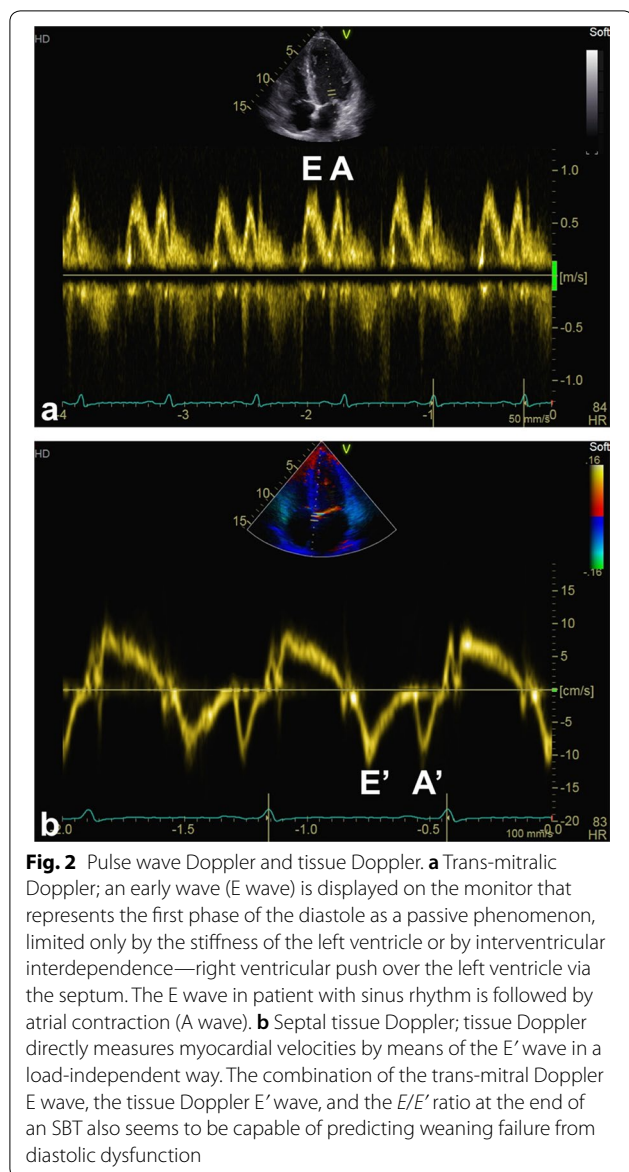 HD
V
Soft
5
10
15
E A
1.0
0.5
[m/s]
-0.5
-1.0
a
-4
-3
-2
-1
0
50 mm/s
84
HR
HD
V
Soft
.16
-.16
5
10
15
15
10
5
[cm/s]
-5
-10
-15
-20
E’ A’
b
-2.0
-1.5
-1.0
-0.5
-0.0
100 mm/s
83
HR
Fig. 2 Pulse wave Doppler and tissue Doppler. a Trans-mitralic
Doppler; an early wave (E wave) is displayed on the monitor that
represents the first phase of the diastole as a passive phenomenon,
limited only by the stiffness of the left ventricle or by interventricular
interdependence—right ventricular push over the left ventricle via
the septum. The E wave in patient with sinus rhythm is followed by
atrial contraction (A wave). b Septal tissue Doppler; tissue Doppler
directly measures myocardial velocities by means of the E′ wave in a
load-independent way. The combination of the trans-mitral Doppler
E wave, the tissue Doppler E′ wave, and the E/E′ ratio at the end of
an SBT also seems to be capable of predicting weaning failure from
diastolic dysfunction